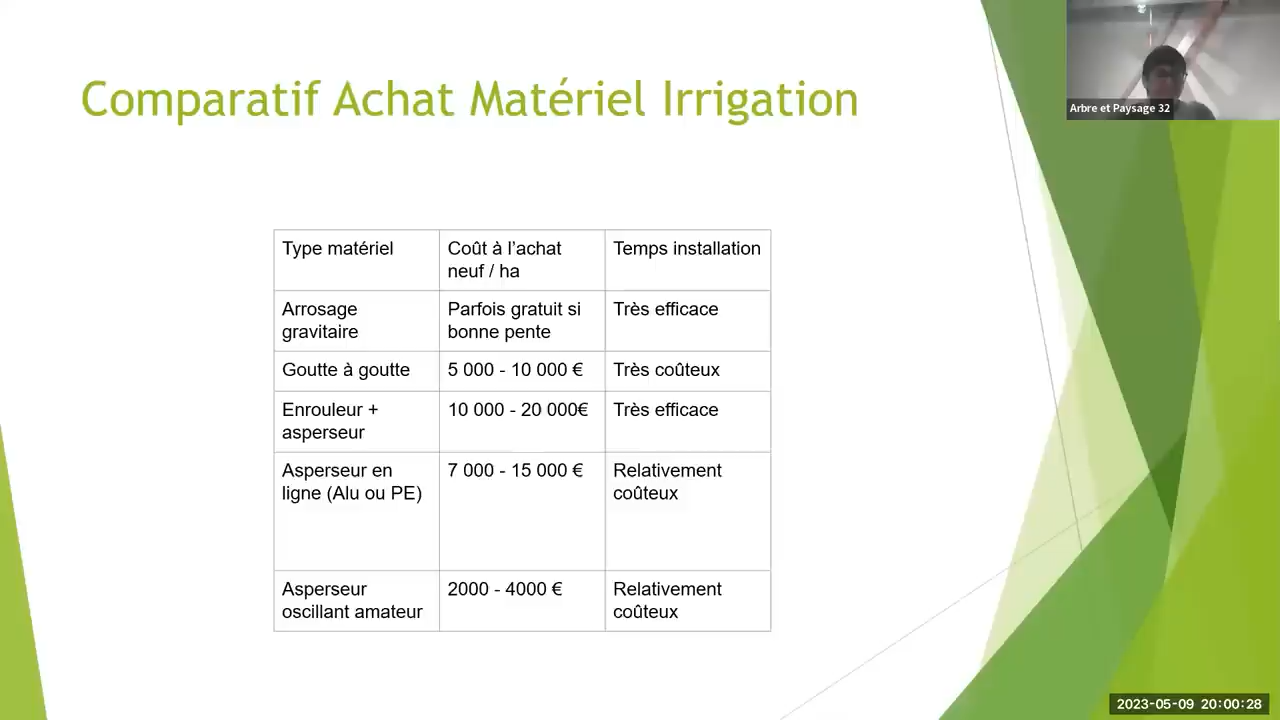 Comparatif Achat Matériel Irrigation
Arbre et Paysage 32
Type matériel
Coût à l’achat
neuf / ha
Temps installation
Arrosage
gravitaire
Parfois gratuit si
bonne pente
Très efficace
Goutte à goutte
5 000 - 10 000 €
Très coûteux
Enrouleur +
asperseur
10 000 - 20 000€
Très efficace
Asperseur en
ligne (Alu ou PE)
7 000 - 15 000 €
Relativement
coûteux
Asperseur
oscillant amateur
2000 - 4000 €
Relativement
coûteux
2023-05-09 20:00:28